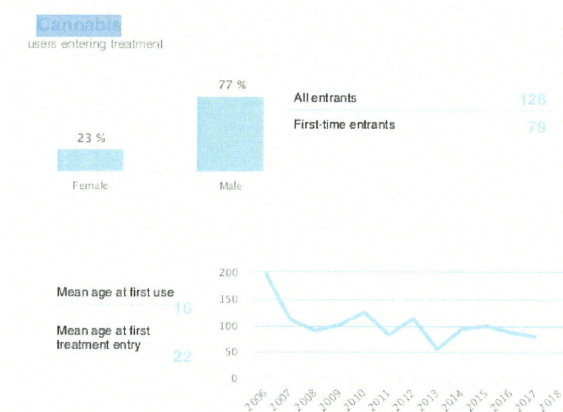 Cannabis
users entering treatment
77 %
23 %
Female
Male
All entrants 128
First-time entrants 79
Mean age at first use
16
Mean age at first
treatment entry
22
200
150
100
50
0
2006 2007 2008 2009 2010 2011 2012 2013 2014 2015 2016 2017 2018